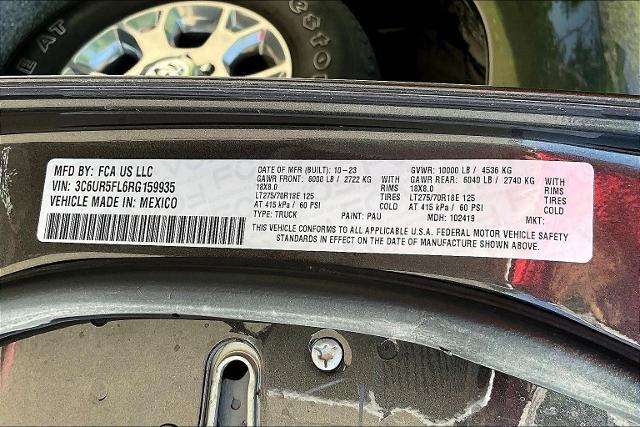 AT
Firestone
MFD BY: FCA US LLC
VIN: 3C6UR5FL6RG159935
VEHICLE MADE IN: MEXICO
DATE OF MFR (BUILT): 10-23
GAWR FRONT: 6000 LB / 2722 KG WITH
18X8.0 RIMS
LT275/70R18E 125 TIRES
AT 415 kPa / 60 PSI COLD
TYPE: TRUCK PAINT: PAU
GVWR: 10000 LB / 4536 KG
GAWR REAR: 6040 LB / 2740 KG WITH
18X8.0 RIMS
LT275/70R18E 125 TIRES
AT 415 kPa / 60 PSI COLD
MDH: 102419 MKT:
THIS VEHICLE CONFORMS TO ALL APPLICABLE U.S.A. FEDERAL MOTOR VEHICLE SAFETY
STANDARDS IN EFFECT ON THE DATE OF MANUFACTURE SHOWN ABOVE.